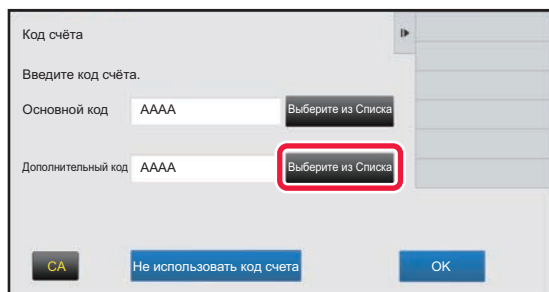 Код счёта
Введите код счёта.
Основной код AAAA Выберите из Списка
Дополнительный код AAAA Выберите из Списка
CA Не использовать код счета OK